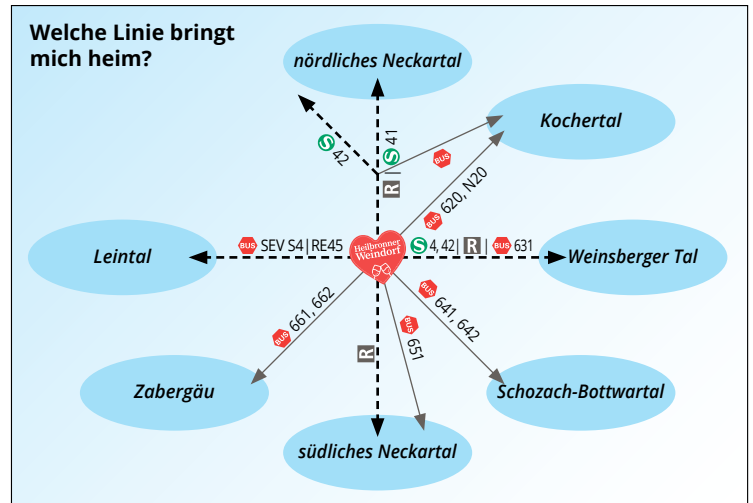 Welche Linie bringt
mich heim?
nördliches Neckartal
Kochertal
S 42
S 41
R |
BUS
BUS 620, N20
Leintal
BUS SEV S4 | RE45
Heilbronner
Weindorf
S 4, 42 | R | BUS 631
Weinsberger Tal
BUS 661, 662
R
BUS 651
BUS 641, 642
Zabergäu
Schozach-Bottwartal
südliches Neckartal